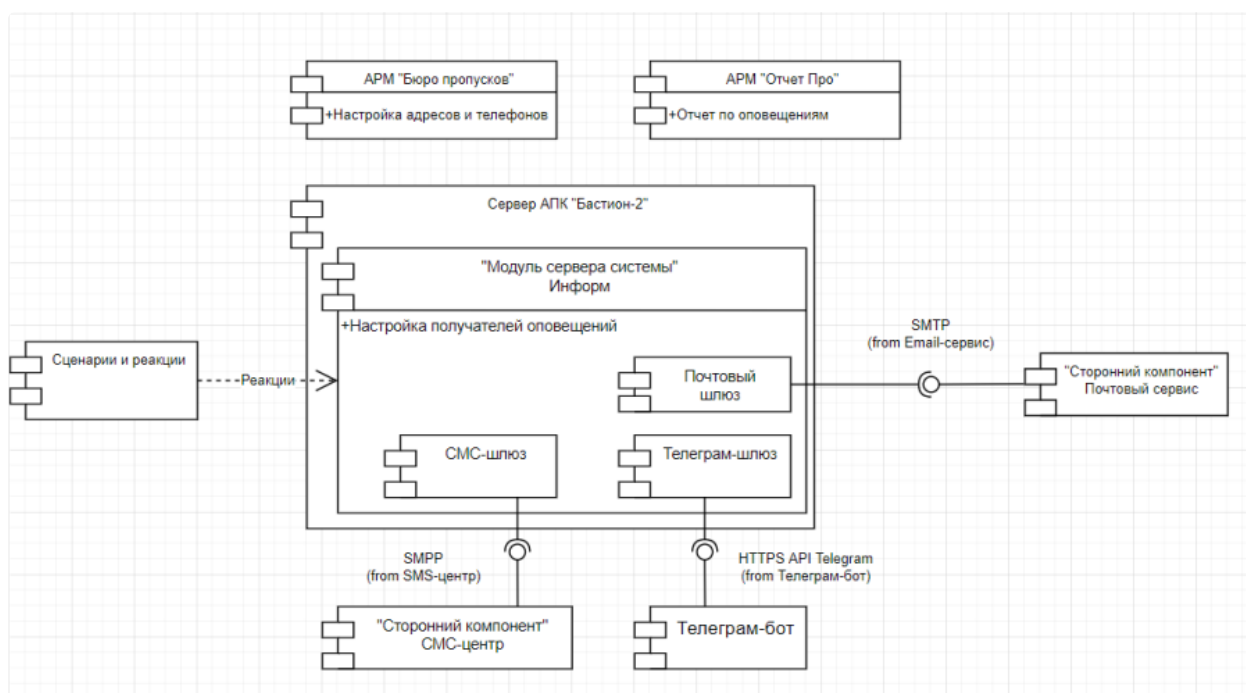 АРМ "Бюро пропусков"
+Настройка адресов и телефонов
АРМ "Отчет Про"
+Отчет по оповещениям
Сервер АПК "Бастион-2"
"Модуль сервера системы"
Информ
+Настройка получателей оповещений
Сценарии и реакции
Реакции
Почтовый
шлюз
SMTP
(from Email-сервис)
"Сторонний компонент"
Почтовый сервис
СМС-шлюз
Телеграм-шлюз
SMPP
(from SMS-центр)
HTTPS API Telegram
(from Телеграм-бот)
"Сторонний компонент"
СМС-центр
Телеграм-бот